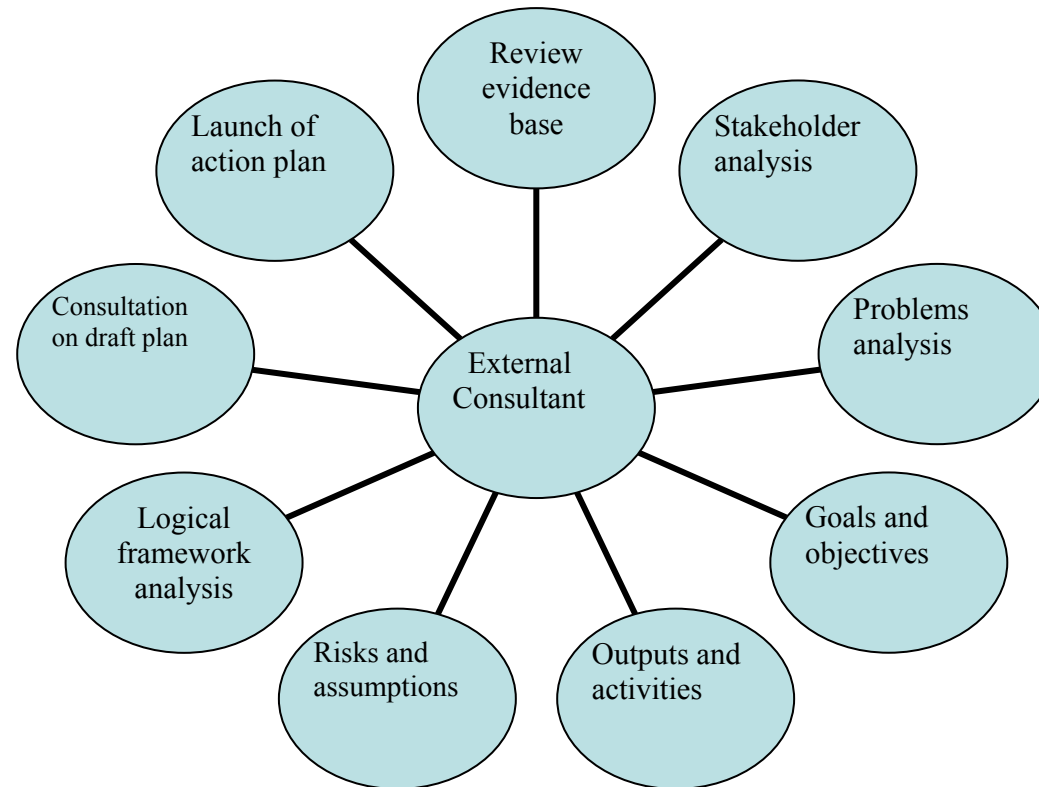 Review
evidence
base
Stakeholder
analysis
Problems
analysis
Goals and
objectives
Outputs and
activities
Risks and
assumptions
Logical
framework
analysis
Consultation
on draft plan
Launch of
action plan
External
Consultant